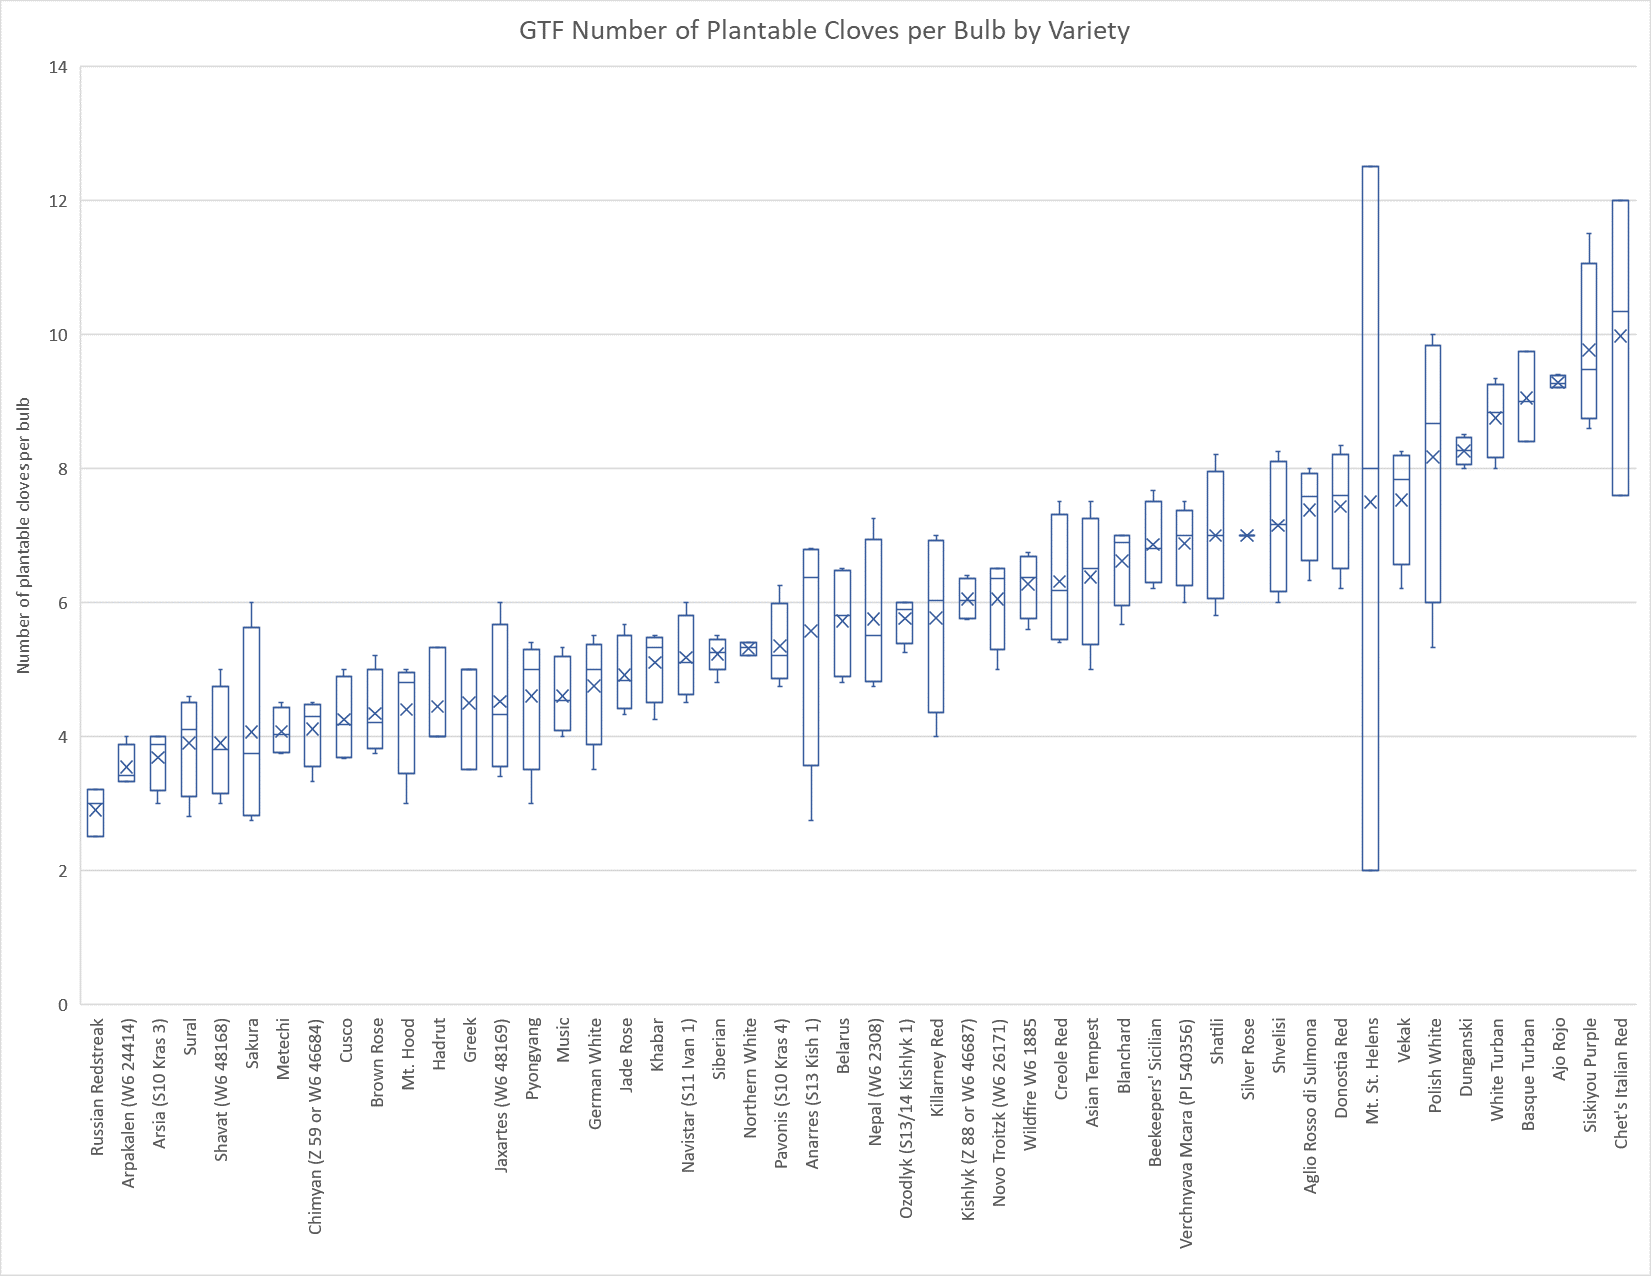 GTF Number of Plantable Cloves per Bulb by Variety
14
12
10
8
6
4
2
0
Number of plantable cloves per bulb
Russian Redstreak
Arpakalen (W6 24414)
Arsia (S10 Kras 3)
Sural
Shavat (W6 48168)
Sakura
Metechi
Chimyan (Z 59 or W6 46684)
Cusco
Brown Rose
Mt. Hood
Hadrut
Greek
Jaxartes (W6 48169)
Pyongyang
Music
German White
Jade Rose
Khabar
Navistar (S11 Ivan 1)
Siberian
Northern White
Pavonis (S10 Kras 4)
Anarres (S13 Kish 1)
Belarus
Nepal (W6 2308)
Ozodlyk (S13/14 Kishlyk 1)
Killarney Red
Kishlyk (Z 88 or W6 46687)
Novo Troitzk (W6 26171)
Wildfire W6 1885
Creole Red
Asian Tempest
Blanchard
Beekeepers' Sicilian
Verchnyava Mcara (PI 540356)
Shatili
Silver Rose
Shvelisi
Aglio Rosso di Sulmona
Donostia Red
Mt. St. Helens
Vekak
Polish White
Dunganski
White Turban
Basque Turban
Ajo Rojo
Siskiyou Purple
Chet's Italian Red